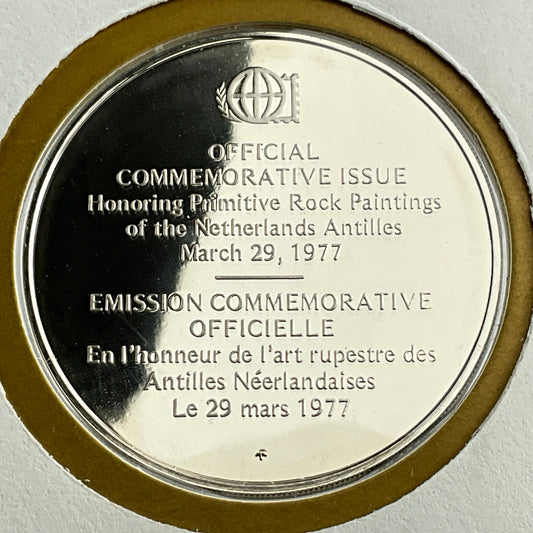 OFFICIAL
COMMEMORATIVE ISSUE
Honoring Primitive Rock Paintings
of the Netherlands Antilles
March 29, 1977
EMISSION COMMEMORATIVE
OFFICIELLE
En l'honneur de l'art rupestre des
Antilles Néerlandaises
Le 29 mars 1977